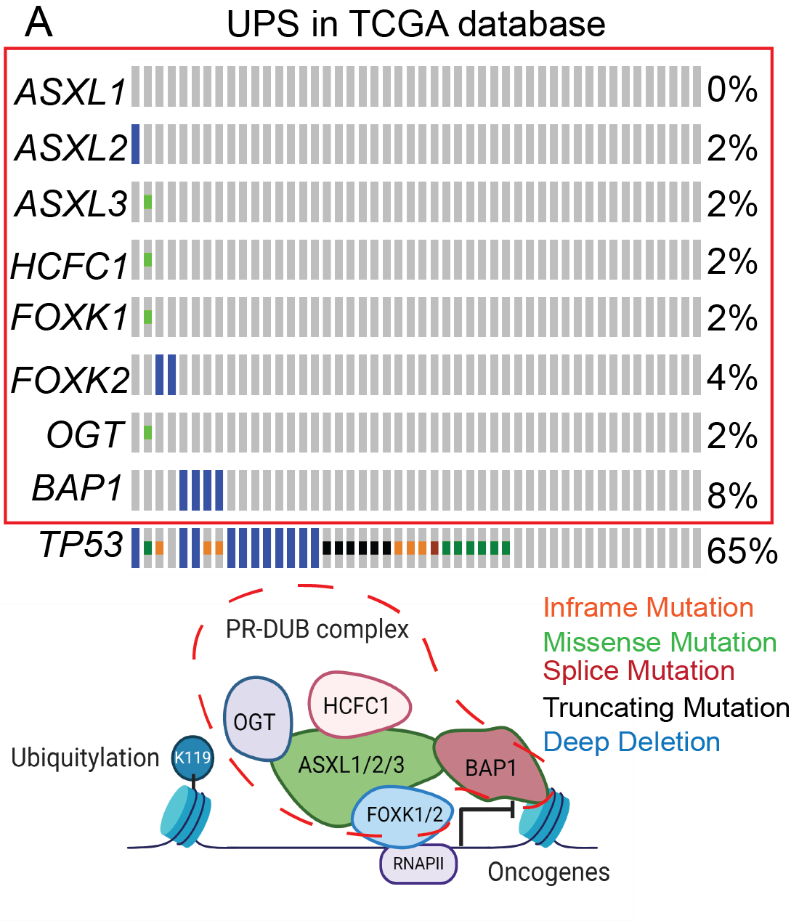 A
UPS in TCGA database
ASXL1 0%
ASXL2 2%
ASXL3 2%
HCFC1 2%
FOXK1 2%
FOXK2 4%
OGT 2%
BAP1 8%
TP53 65%
PR-DUB complex
Inframe Mutation
Missense Mutation
Splice Mutation
Truncating Mutation
Deep Deletion
OGT
HCFC1
Ubiquitylation
K119
ASXL1/2/3
BAP1
FOXK1/2
RNAPII
Oncogenes